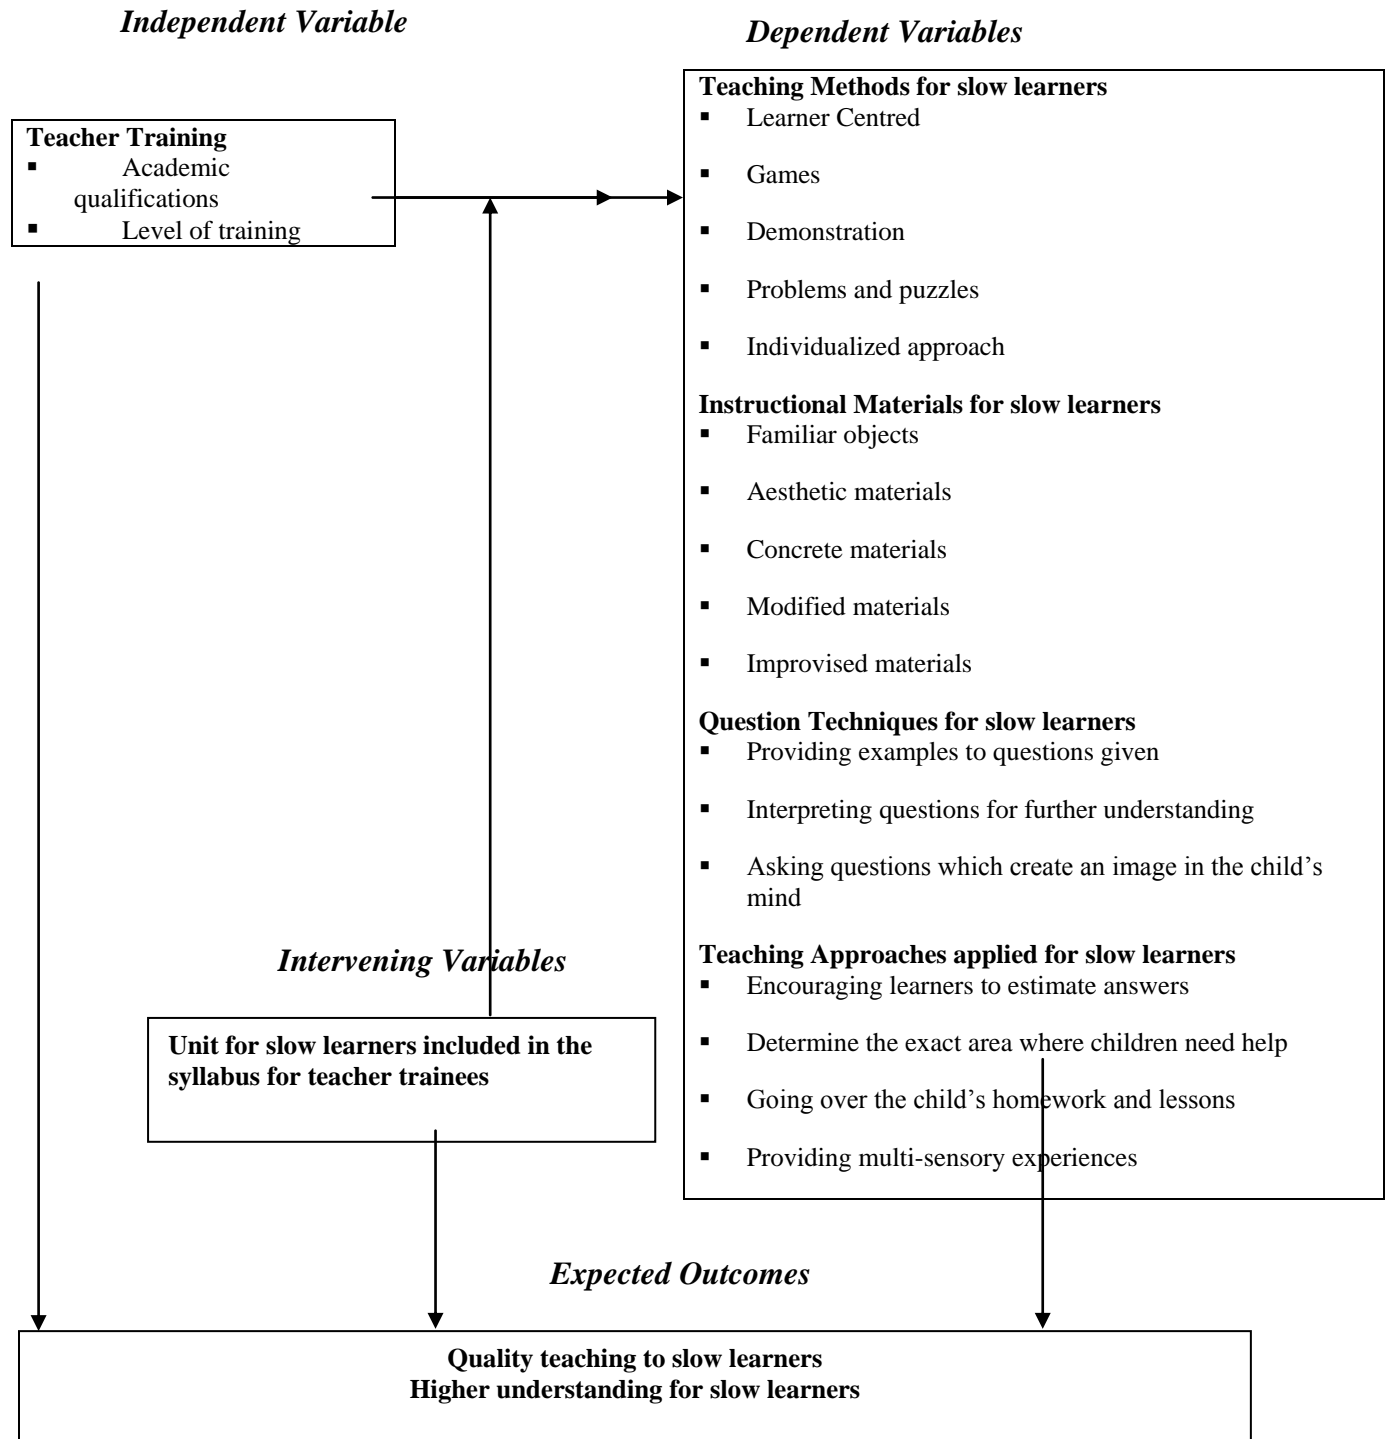 Independent Variable
Dependent Variables
Teacher Training
▪ Academic
qualifications
▪ Level of training
Teaching Methods for slow learners
▪ Learner Centred
▪ Games
▪ Demonstration
▪ Problems and puzzles
▪ Individualized approach
Instructional Materials for slow learners
▪ Familiar objects
▪ Aesthetic materials
▪ Concrete materials
▪ Modified materials
▪ Improvised materials
Question Techniques for slow learners
▪ Providing examples to questions given
▪ Interpreting questions for further understanding
▪ Asking questions which create an image in the child’s
mind
Teaching Approaches applied for slow learners
▪ Encouraging learners to estimate answers
▪ Determine the exact area where children need help
▪ Going over the child’s homework and lessons
▪ Providing multi-sensory experiences
Intervening Variables
Unit for slow learners included in the
syllabus for teacher trainees
Expected Outcomes
Quality teaching to slow learners
Higher understanding for slow learners